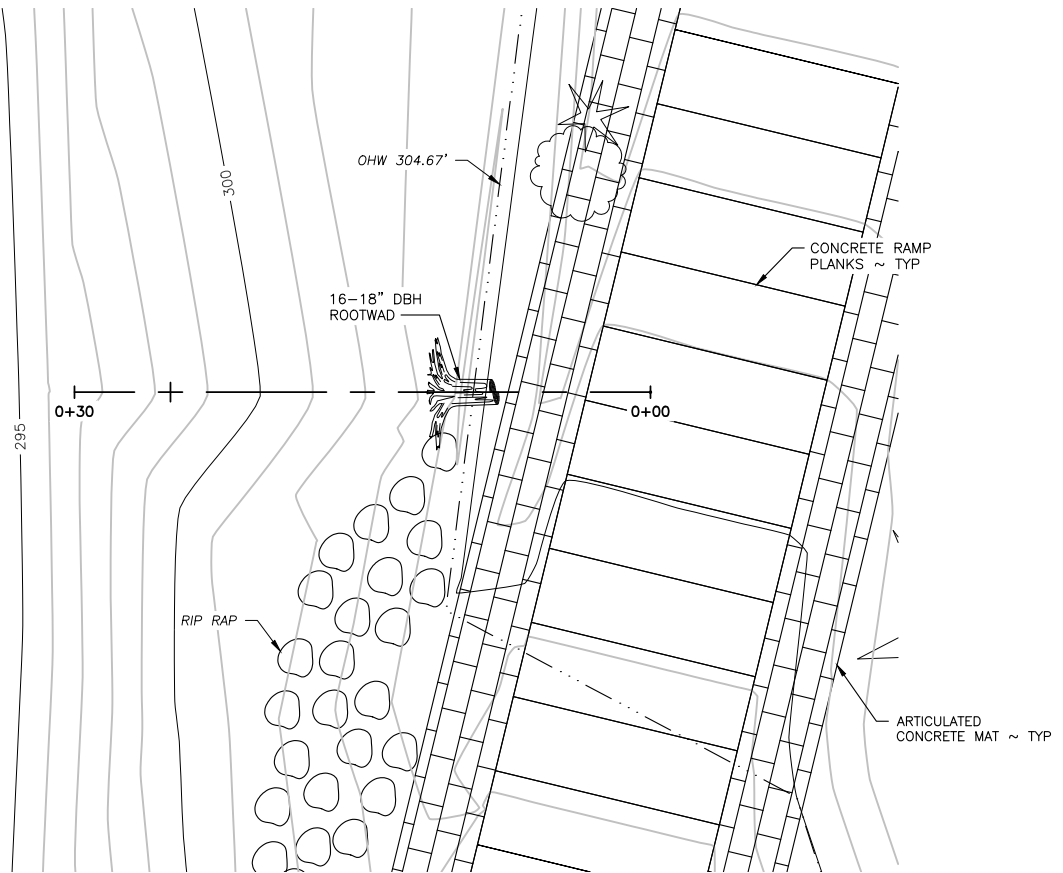 OHW 304.67'
300
CONCRETE RAMP
PLANKS ~ TYP
16-18" DBH
ROOTWAD
0+30
0+00
295
RIP RAP
ARTICULATED
CONCRETE MAT ~ TYP